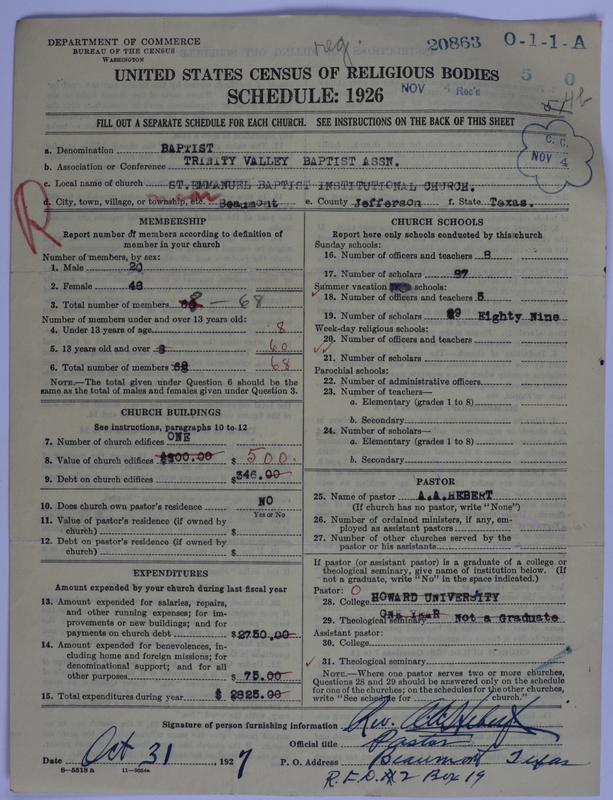 DEPARTMENT OF COMMERCE
BUREAU OF THE CENSUS
WASHINGTON
reg.
20863 0-1-1-A
UNITED STATES CENSUS OF RELIGIOUS BODIES
5 0
SCHEDULE: 1926
NOV 4 Rec'd
FILL OUT A SEPARATE SCHEDULE FOR EACH CHURCH. SEE INSTRUCTIONS ON THE BACK OF THIS SHEET
C. C.
NOV 4
a. Denomination BAPTIST
b. Association or Conference TRINITY VALLEY BAPTIST ASSN.
c. Local name of church ST.EMMANUEL BAPTIST INSTITUTIONAL CHURCH.
d. City, town, village, or township, etc. Beaumont e. County Jefferson f. State Texas.
R
MEMBERSHIP
Report number of members according to definition of
member in your church
Number of members, by sex:
1. Male 20
2. Female 48
3. Total number of members 68
Number of members under and over 13 years old:
4. Under 13 years of age 8
5. 13 years old and over 60
6. Total number of members 68 68
NOTE.—The total given under Question 6 should be
the same as the total of males and females given under Question 3.
CHURCH BUILDINGS
See instructions, paragraphs 10 to 12
7. Number of church edifices ONE
8. Value of church edifices $ 500.
9. Debt on church edifices $346.00
10. Does church own pastor's residence NO
Yes or No
11. Value of pastor's residence (if owned by
church) $
12. Debt on pastor's residence (if owned by
church) $
EXPENDITURES
Amount expended by your church during last fiscal year
13. Amount expended for salaries, repairs,
and other running expenses; for im-
provements or new buildings; and for
payments on church debt $2750.00
14. Amount expended for benevolences, in-
cluding home and foreign missions; for
denominational support; and for all
other purposes $ 75.00
15. Total expenditures during year $ 2825.00
CHURCH SCHOOLS
Report here only schools conducted by this church
Sunday schools:
16. Number of officers and teachers 8
17. Number of scholars 97
Summer vacation schools:
18. Number of officers and teachers 5
19. Number of scholars 89 Eighty Nine
Week-day religious schools:
20. Number of officers and teachers
21. Number of scholars
Parochial schools:
22. Number of administrative officers
23. Number of teachers—
a. Elementary (grades 1 to 8)
b. Secondary
24. Number of scholars—
a. Elementary (grades 1 to 8)
b. Secondary
PASTOR
25. Name of pastor A.A.HEBERT
(If church has no pastor, write "None")
26. Number of ordained ministers, if any, em-
ployed as assistant pastors
27. Number of other churches served by the
pastor or his assistants
If pastor (or assistant pastor) is a graduate of a college or
theological seminary, give name of institution below. (If
not a graduate, write "No" in the space indicated.)
Pastor: O
28. College HOWARD UNIVERSITY
29. Theological seminary One YeaR Not a Graduate
Assistant pastor:
30. College
31. Theological seminary
NOTE.—Where one pastor serves two or more churches,
Questions 28 and 29 should be answered only on the schedule
for one of the churches; on the schedules for the other churches,
write "See schedule for church."
Signature of person furnishing information Rev. A A Hebert
Official title Pastor
Date Oct 31 1927 P. O. Address Beaumont Texas
6-5518 a
R.F.D.#2 Box 19